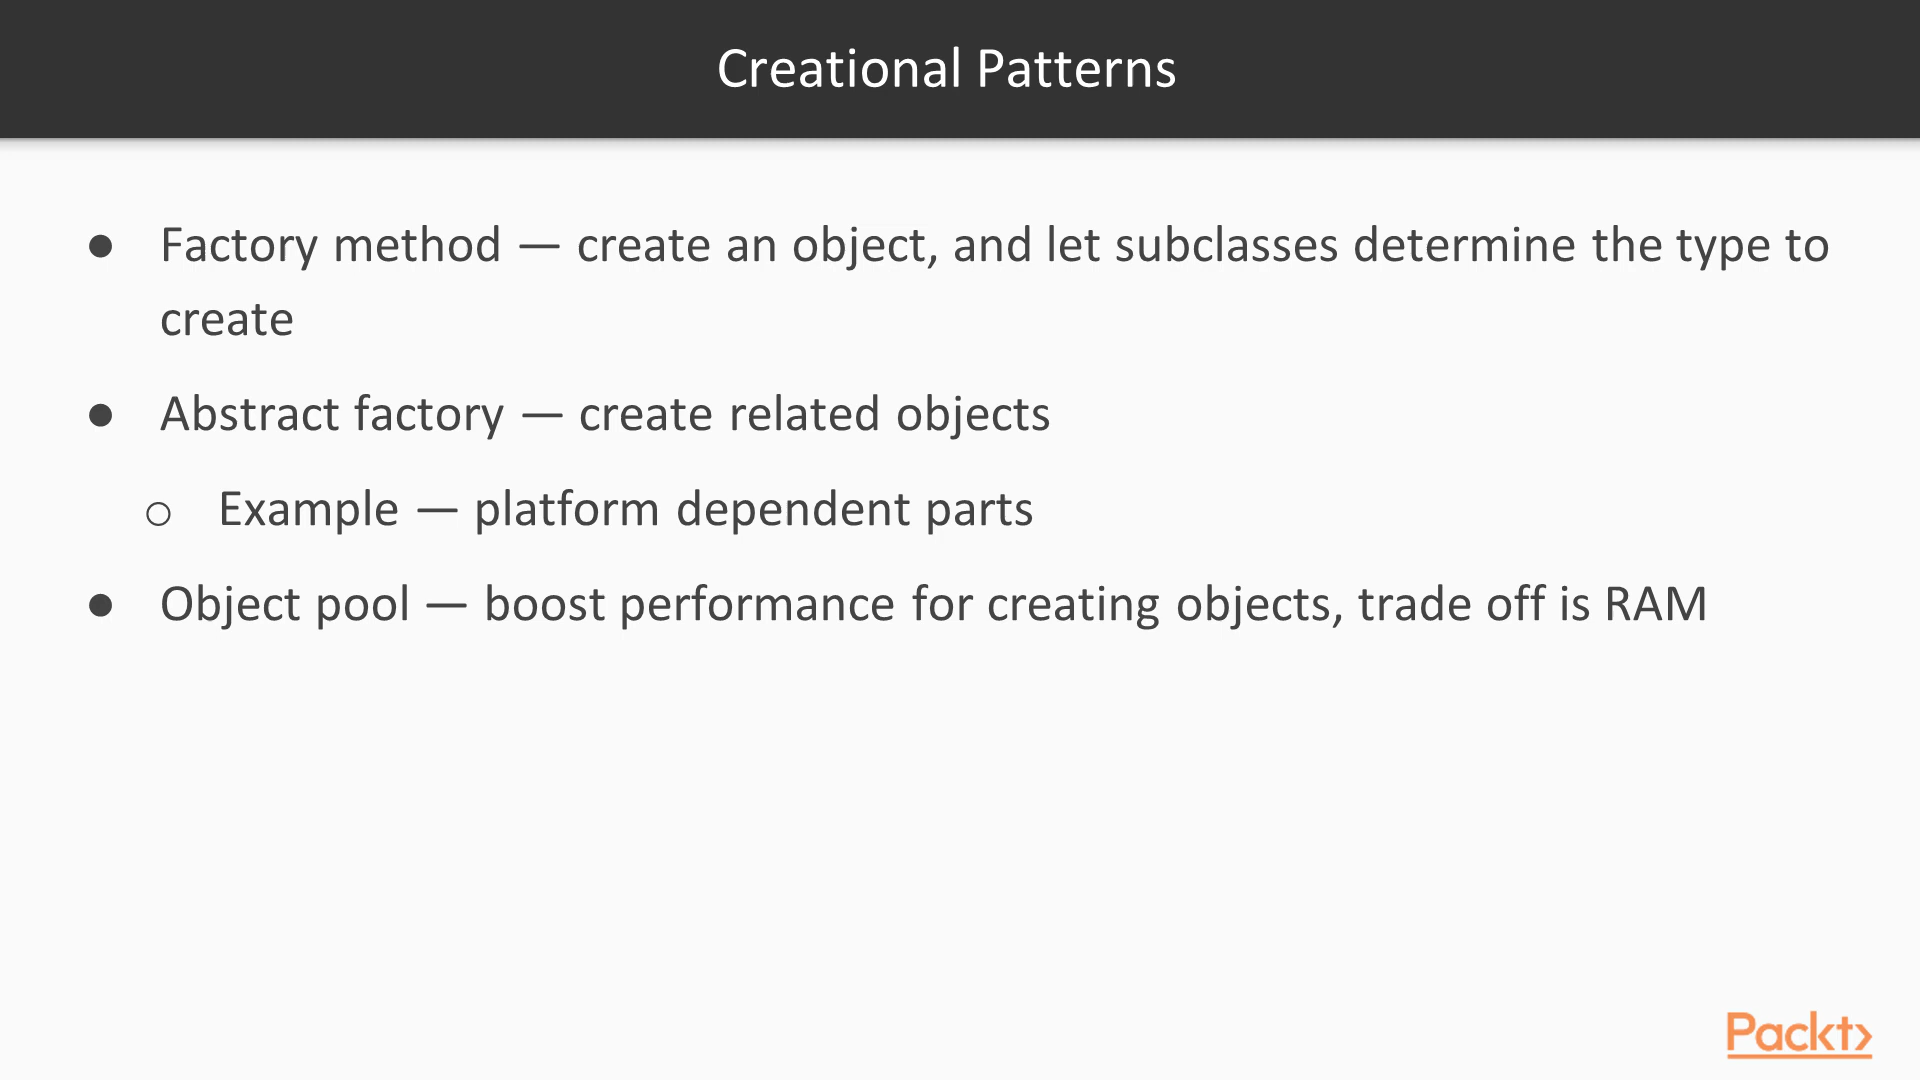 Creational Patterns
● Factory method — create an object, and let subclasses determine the type to
create
● Abstract factory — create related objects
○ Example — platform dependent parts
● Object pool — boost performance for creating objects, trade off is RAM
Packt>